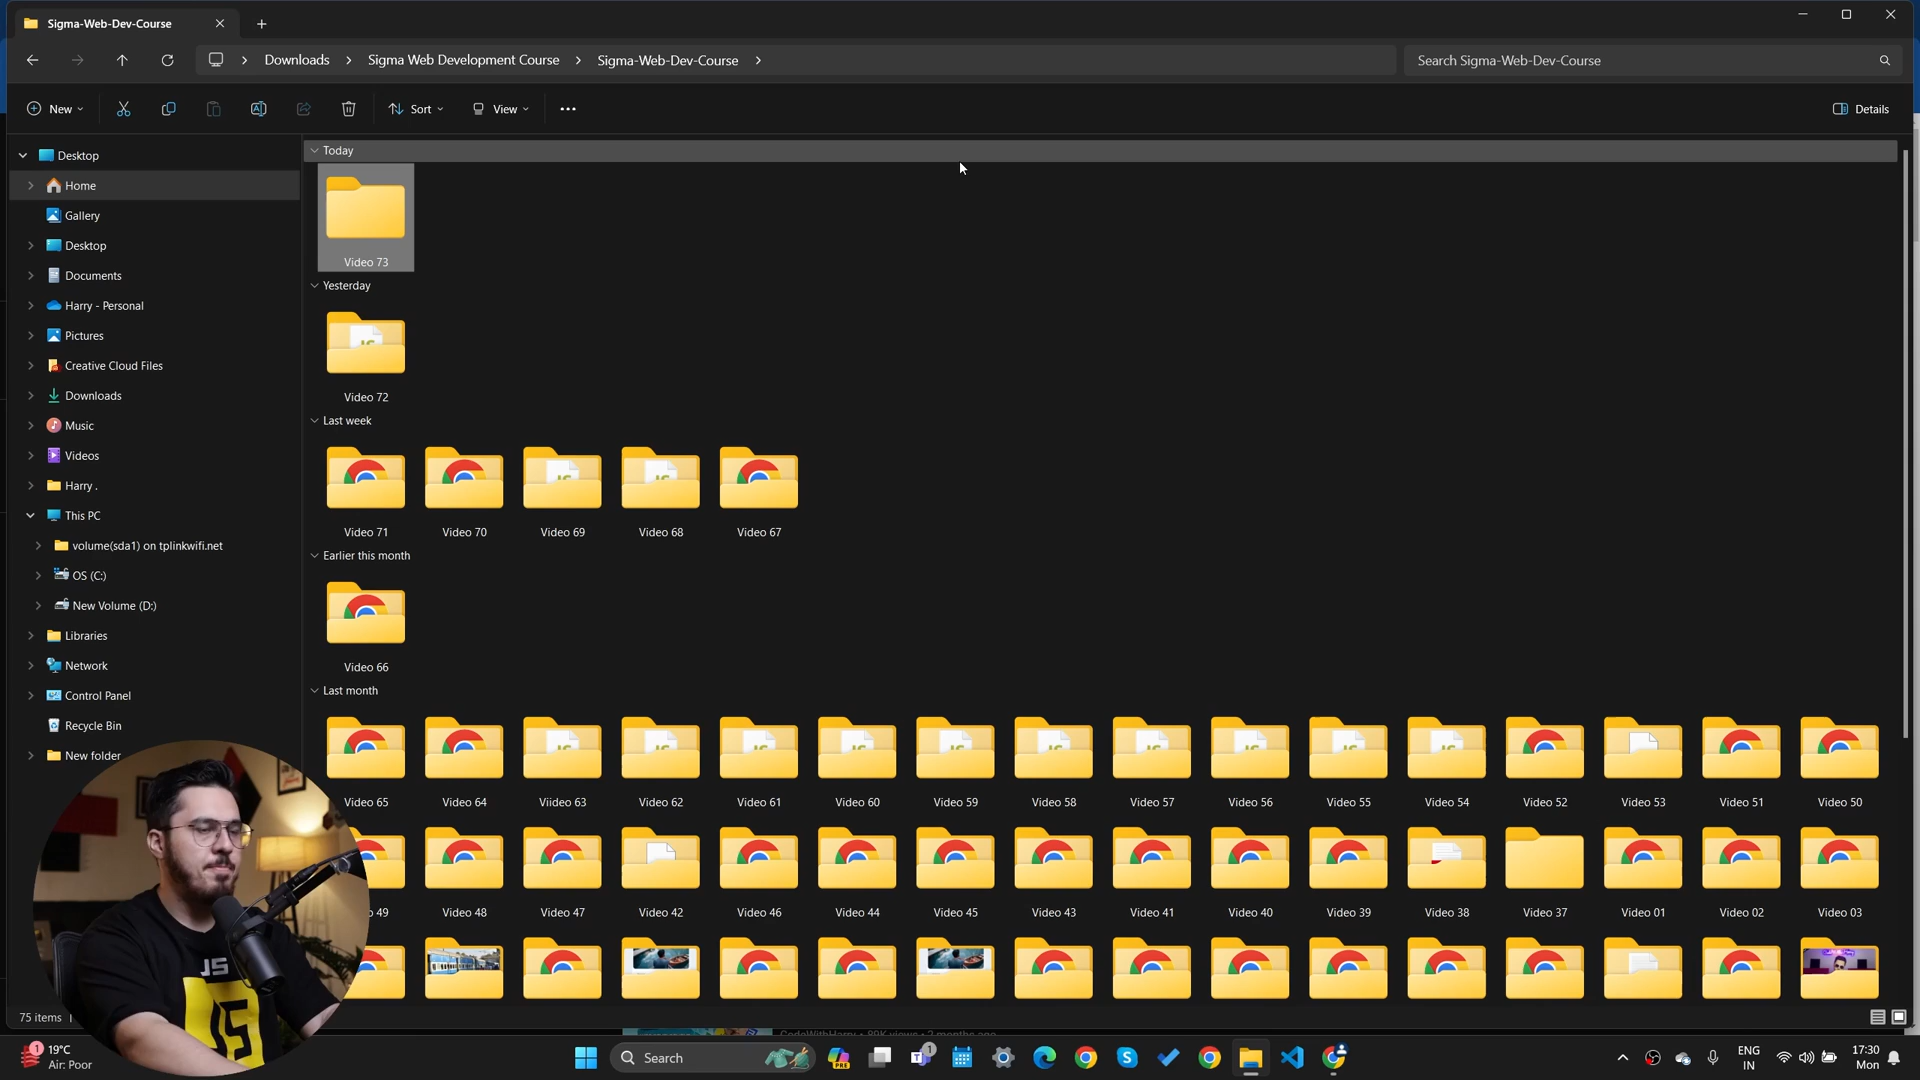 Sigma-Web-Dev-Course
Downloads > Sigma Web Development Course > Sigma-Web-Dev-Course >
Search Sigma-Web-Dev-Course
New
Sort
View
Details
Desktop
Home
Gallery
Desktop
Documents
Harry - Personal
Pictures
Creative Cloud Files
Downloads
Music
Videos
Harry .
This PC
volume(sda1) on tplinkwifi.net
OS (C:)
New Volume (D:)
Libraries
Network
Control Panel
Recycle Bin
New folder
Today
Video 73
Yesterday
Video 72
Last week
Video 71 Video 70 Video 69 Video 68 Video 67
Earlier this month
Video 66
Last month
Video 65 Video 64 Viideo 63 Video 62 Video 61 Video 60 Video 59 Video 58 Video 57 Video 56 Video 55 Video 54 Video 52 Video 53 Video 51 Video 50
49 Video 48 Video 47 Video 42 Video 46 Video 44 Video 45 Video 43 Video 41 Video 40 Video 39 Video 38 Video 37 Video 01 Video 02 Video 03
JS
JS
75 items
1
19°C
Air: Poor
Search
PRE
1
ENG
IN
17:30
Mon